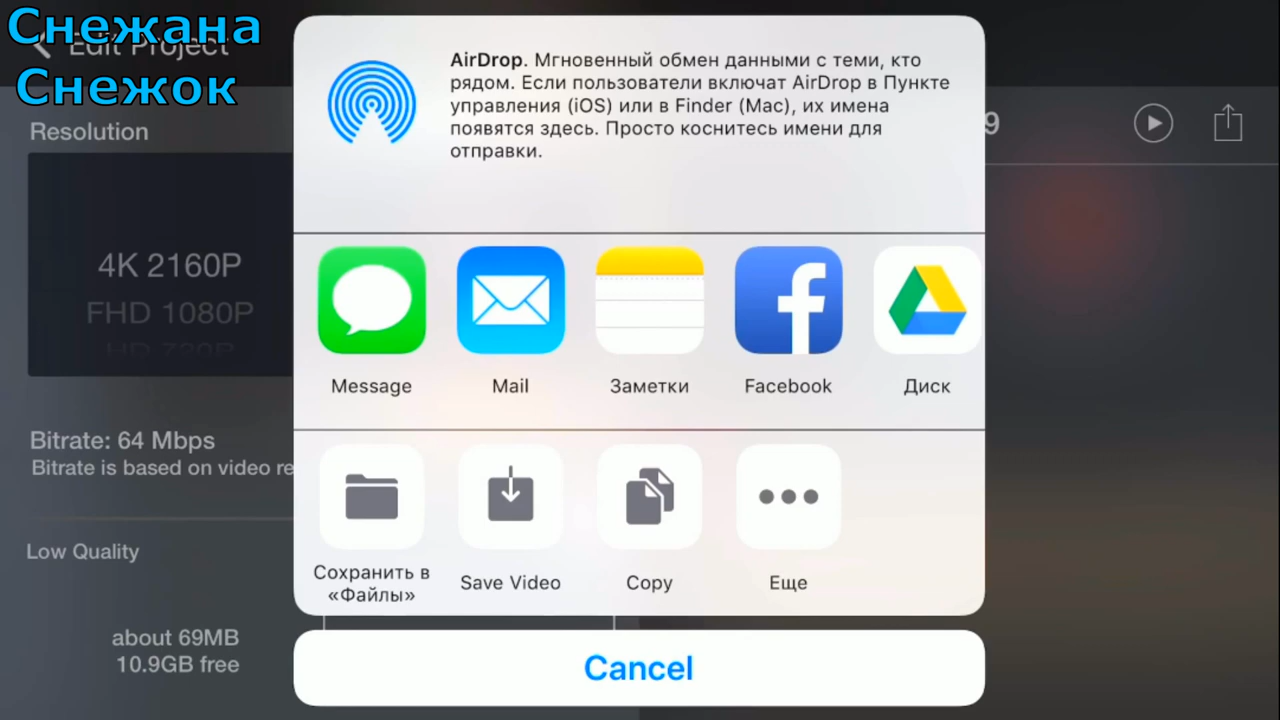 Снежана
Снежок
Edit Project
Resolution
4K 2160P
FHD 1080P
HD 720P
Bitrate: 64 Mbps
Bitrate is based on video re
Low Quality
about 69MB
10.9GB free
9
AirDrop. Мгновенный обмен данными с теми, кто
рядом. Если пользователи включат AirDrop в Пункте
управления (iOS) или в Finder (Mac), их имена
появятся здесь. Просто коснитесь имени для
отправки.
Message
Mail
Заметки
Facebook
Диск
Сохранить в
«Файлы»
Save Video
Copy
Еще
Cancel